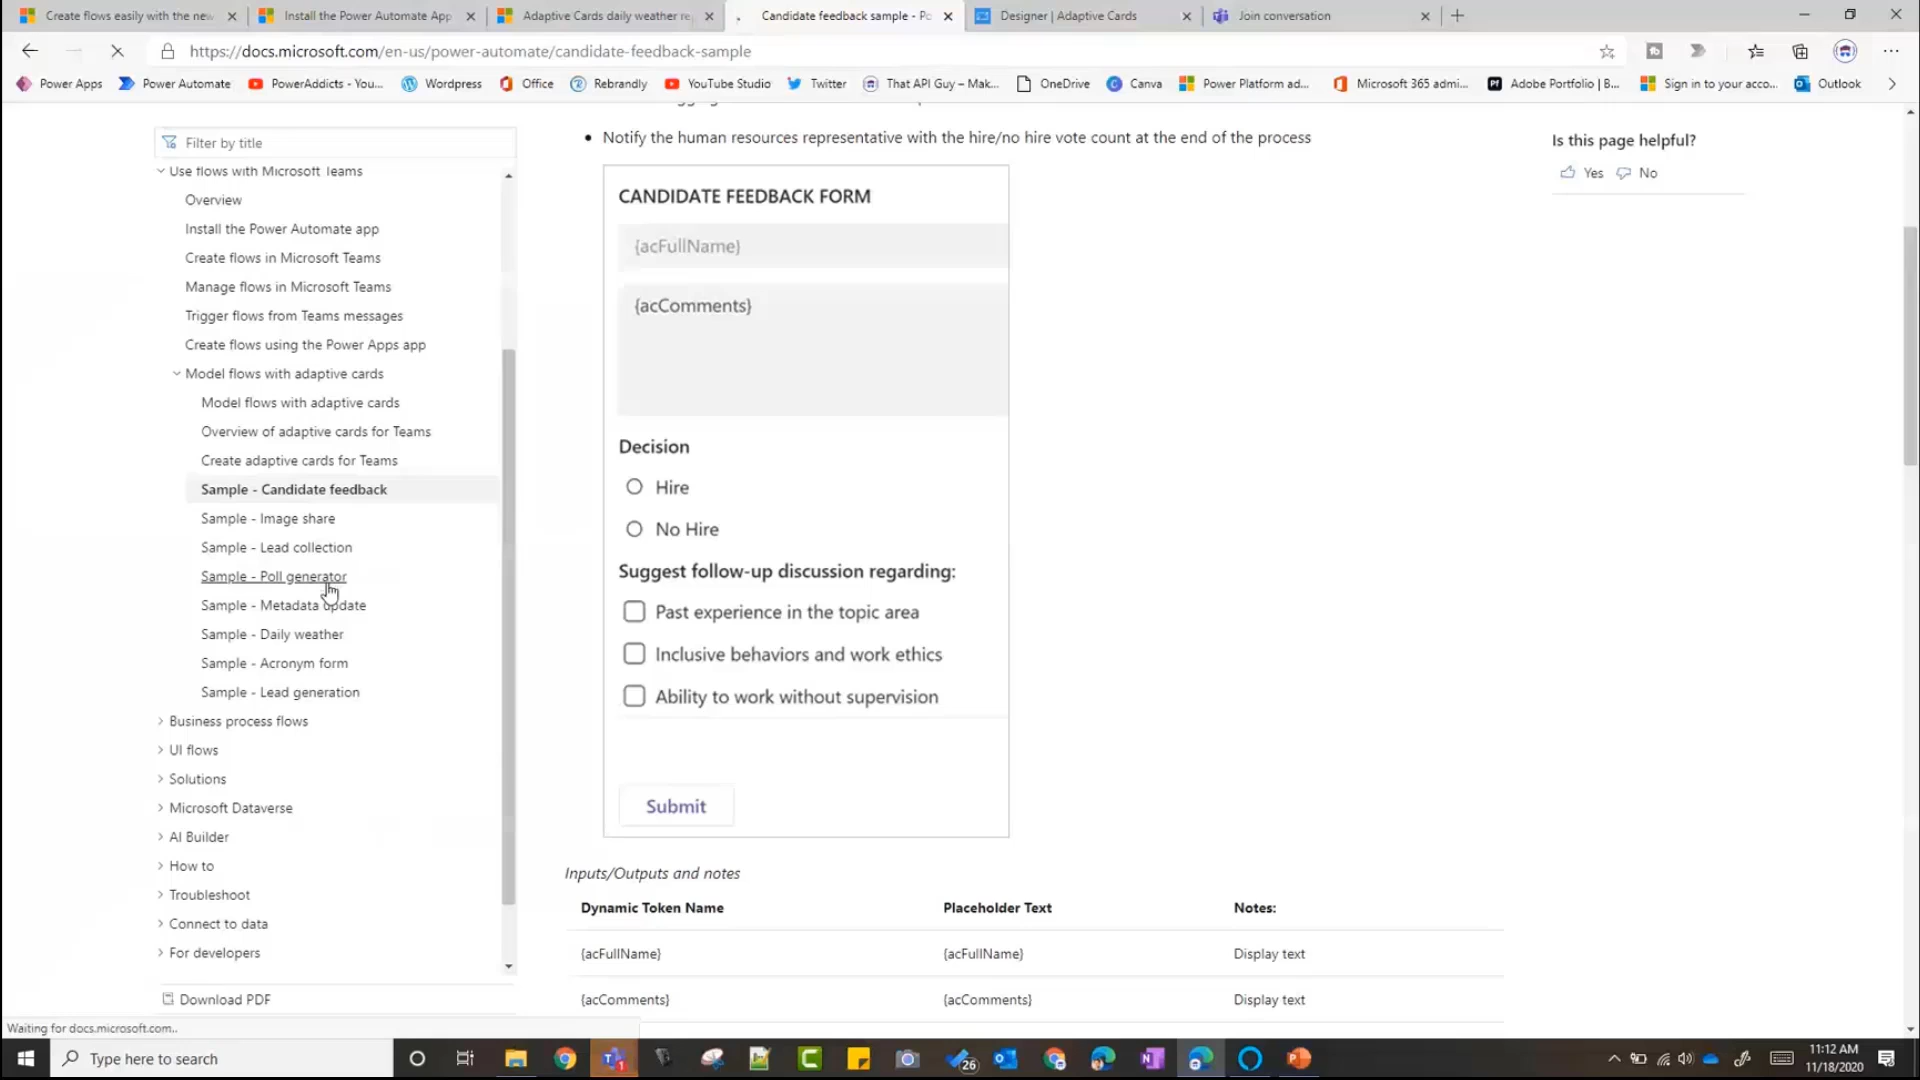 Create flows easily with the new
Install the Power Automate App
Adaptive Cards daily weather re
Candidate feedback sample - Po
Designer | Adaptive Cards
Join conversation
https://docs.microsoft.com/en-us/power-automate/candidate-feedback-sample
Power Apps
Power Automate
PowerAddicts - You...
Wordpress
Office
Rebrandly
YouTube Studio
Twitter
That API Guy – Mak...
OneDrive
Canva
Power Platform ad...
Microsoft 365 admi...
Adobe Portfolio | B...
Sign in to your acco...
Outlook
Filter by title
Use flows with Microsoft Teams
Overview
Install the Power Automate app
Create flows in Microsoft Teams
Manage flows in Microsoft Teams
Trigger flows from Teams messages
Create flows using the Power Apps app
Model flows with adaptive cards
Model flows with adaptive cards
Overview of adaptive cards for Teams
Create adaptive cards for Teams
Sample - Candidate feedback
Sample - Image share
Sample - Lead collection
Sample - Poll generator
Sample - Metadata update
Sample - Daily weather
Sample - Acronym form
Sample - Lead generation
Business process flows
UI flows
Solutions
Microsoft Dataverse
AI Builder
How to
Troubleshoot
Connect to data
For developers
Download PDF
• Notify the human resources representative with the hire/no hire vote count at the end of the process
CANDIDATE FEEDBACK FORM
{acFullName}
{acComments}
Decision
Hire
No Hire
Suggest follow-up discussion regarding:
Past experience in the topic area
Inclusive behaviors and work ethics
Ability to work without supervision
Submit
Inputs/Outputs and notes
Dynamic Token Name Placeholder Text Notes:
{acFullName} {acFullName} Display text
{acComments} {acComments} Display text
Is this page helpful?
Yes No
Waiting for docs.microsoft.com..
Type here to search
26
11:12 AM
11/18/2020